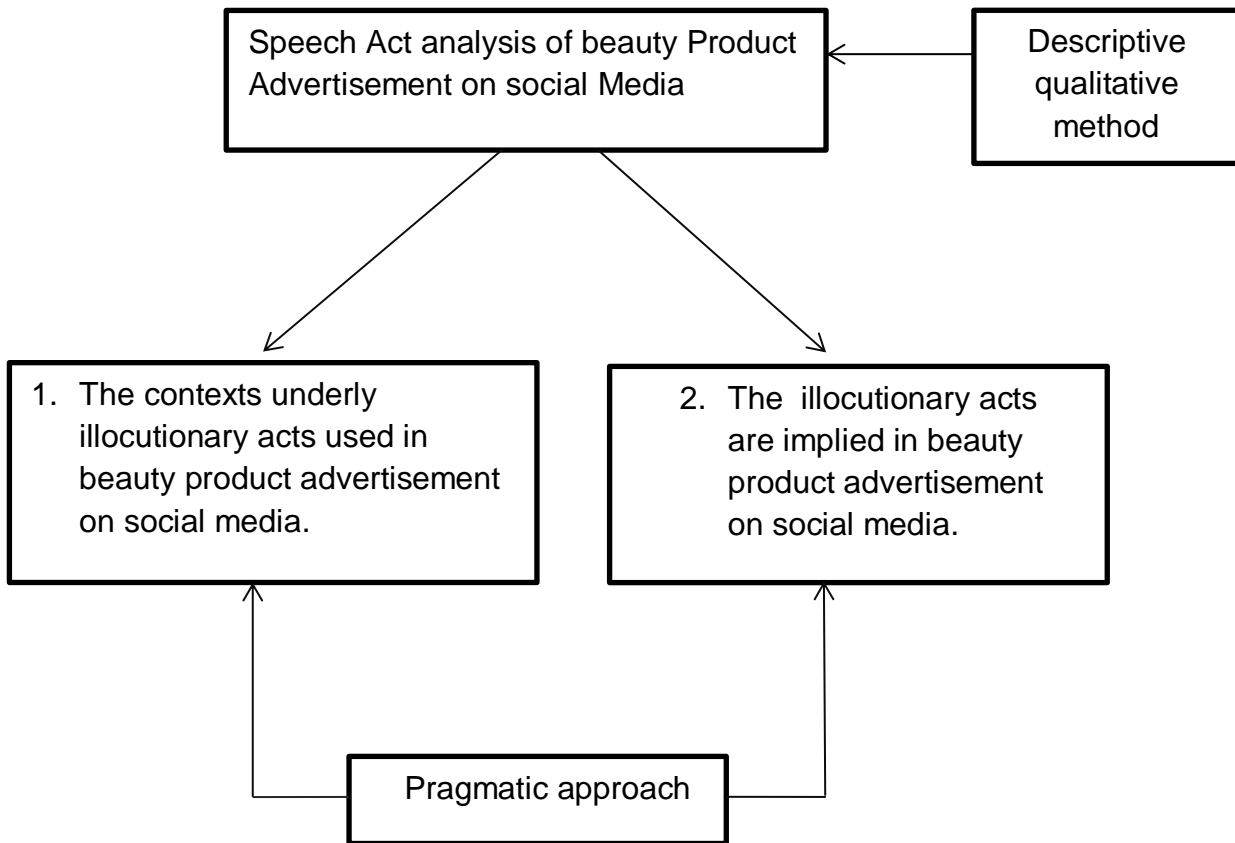 Speech Act analysis of beauty Product
Advertisement on social Media
Descriptive
qualitative
method
1. The contexts underly
illocutionary acts used in
beauty product advertisement
on social media.
2. The illocutionary acts
are implied in beauty
product advertisement
on social media.
Pragmatic approach